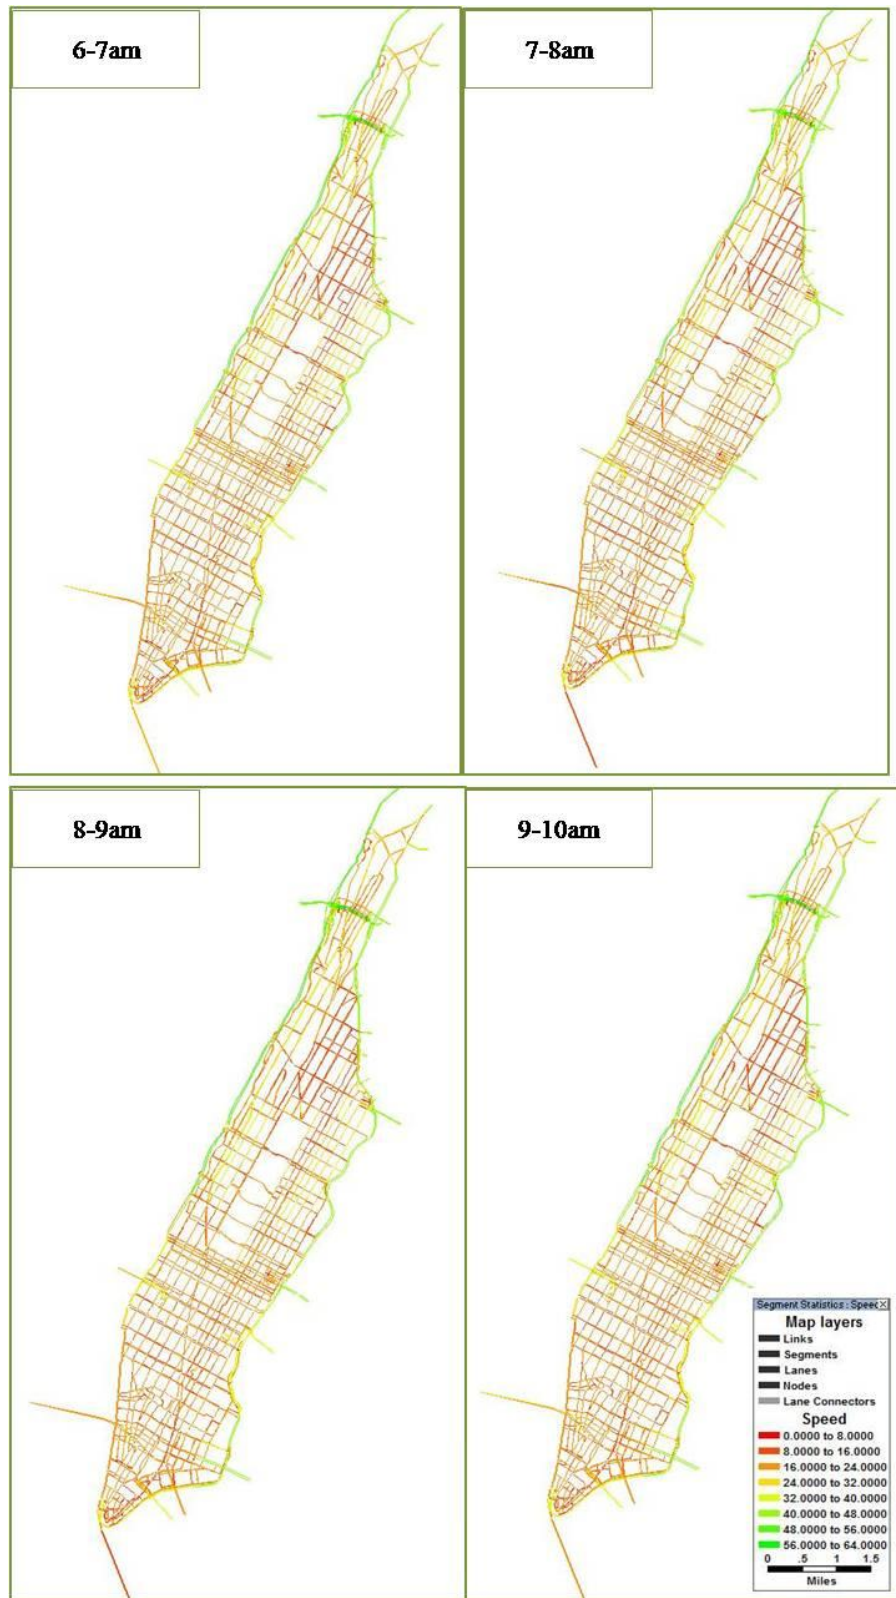 6-7am
7-8am
8-9am
9-10am
Segment Statistics : Speed
Map layers
Links
Segments
Lanes
Nodes
Lane Connectors
Speed
0.0000 to 8.0000
8.0000 to 16.0000
16.0000 to 24.0000
24.0000 to 32.0000
32.0000 to 40.0000
40.0000 to 48.0000
48.0000 to 56.0000
56.0000 to 64.0000
0 .5 1 1.5
Miles